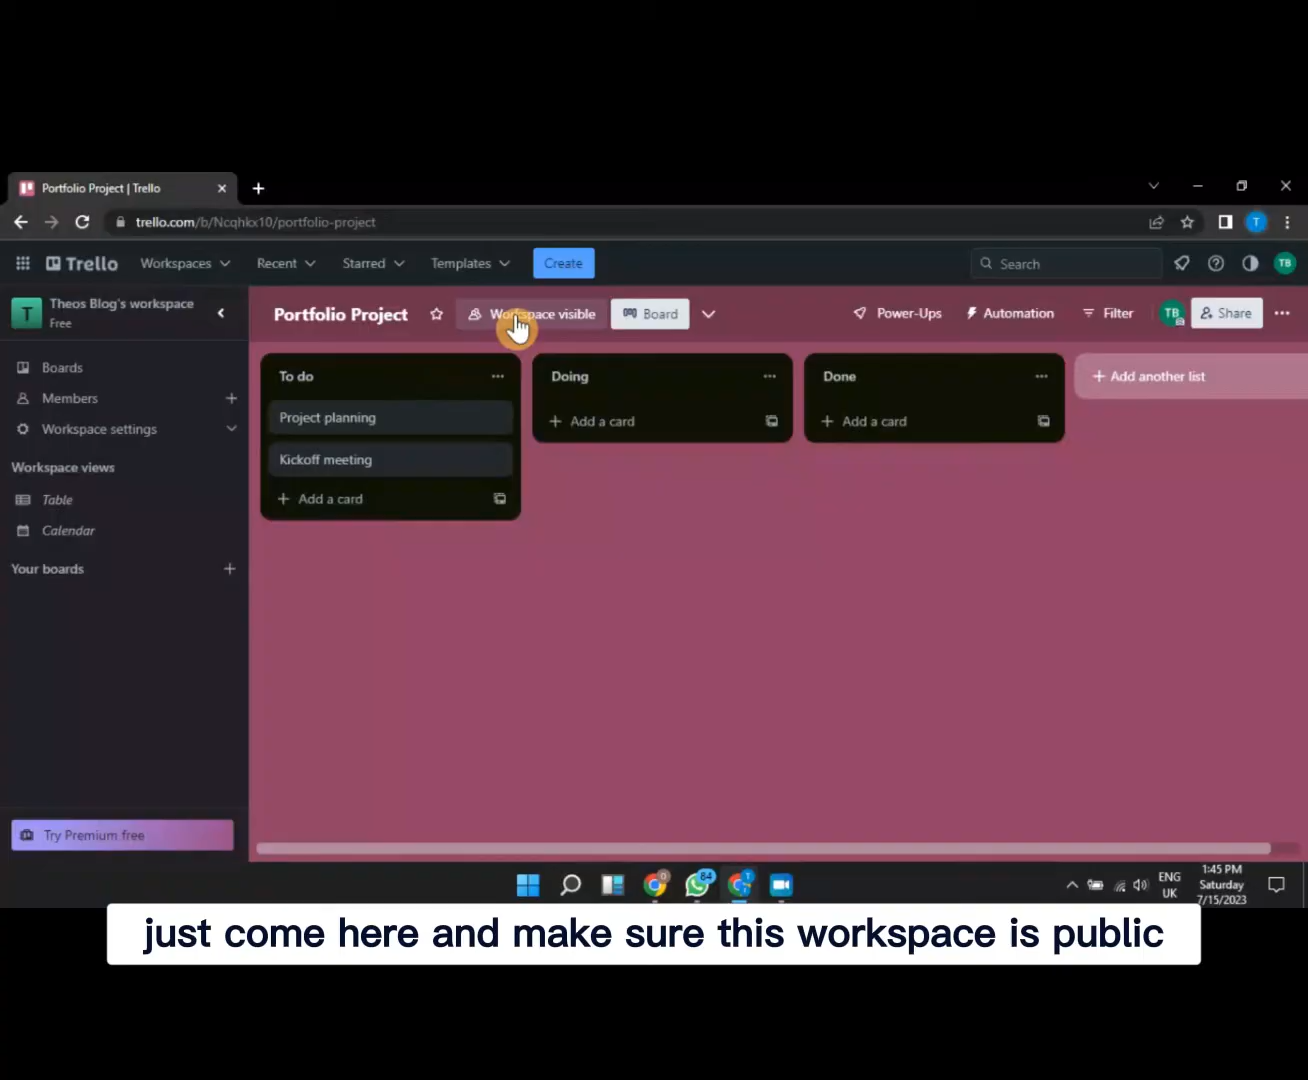 Portfolio Project | Trello
trello.com/b/Ncqhkx10/portfolio-project
T
Trello
Workspaces
Recent
Starred
Templates
Create
Search
TB
T
Theos Blog's workspace
Free
Portfolio Project
Workspace visible
Board
Power-Ups
Automation
Filter
TB
Share
Boards
Members
Workspace settings
Workspace views
Table
Calendar
Your boards
Try Premium free
To do
Project planning
Kickoff meeting
+ Add a card
Doing
+ Add a card
Done
+ Add a card
+ Add another list
84
ENG
UK
1:45 PM
Saturday
7/15/2023
just come here and make sure this workspace is public